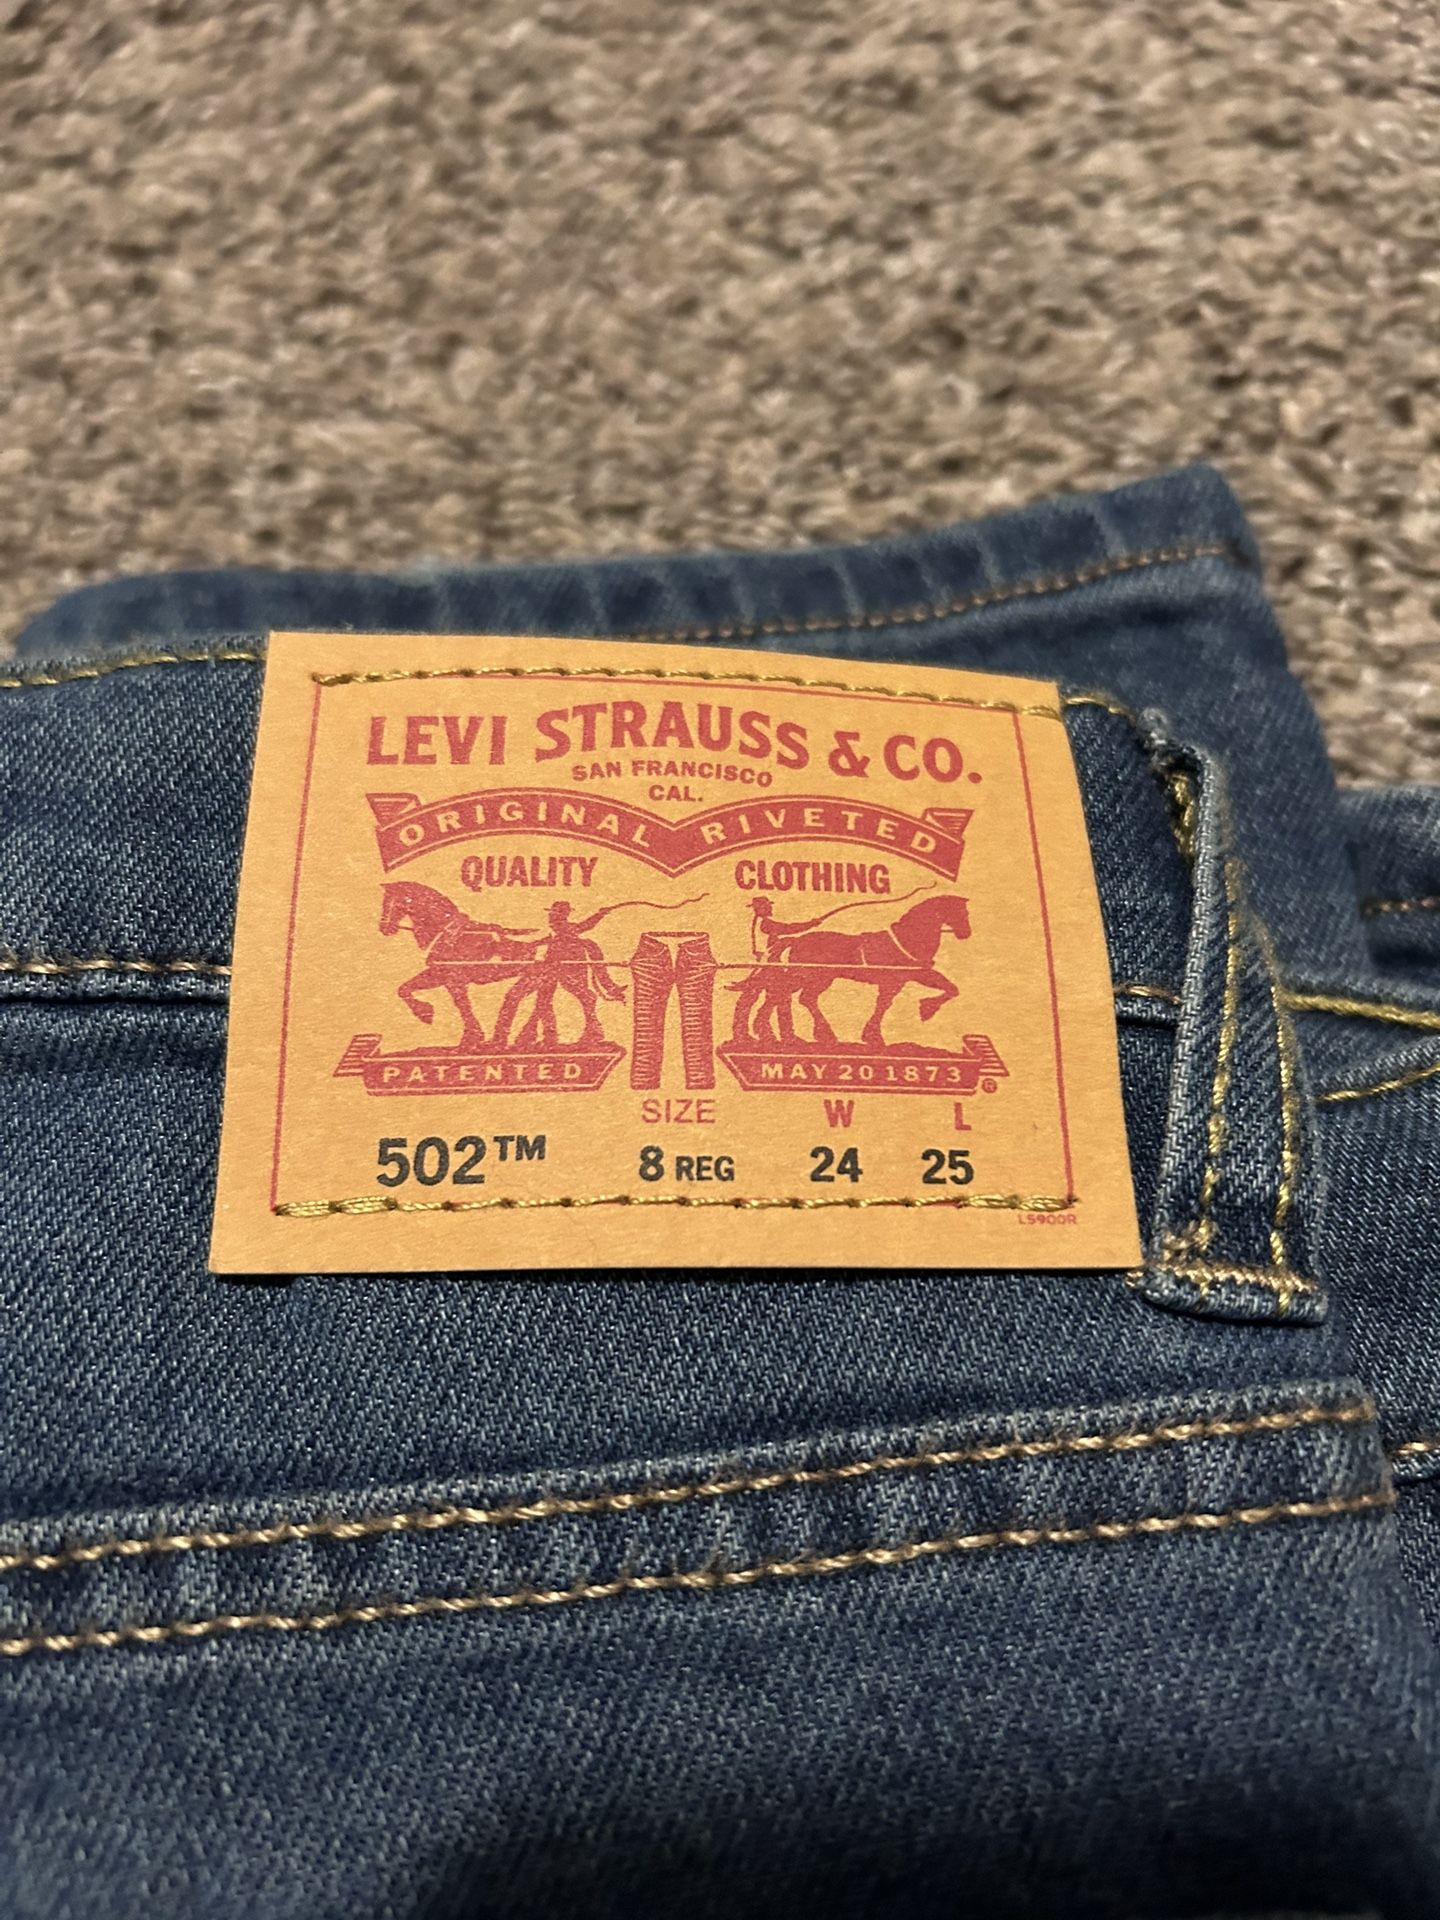 LEVI STRAUSS & CO.
SAN FRANCISCO
CAL.
ORIGINAL RIVETED
QUALITY CLOTHING
PATENTED MAY 20 1873 ®
SIZE W L
502™ 8 REG 24 25
L5900R